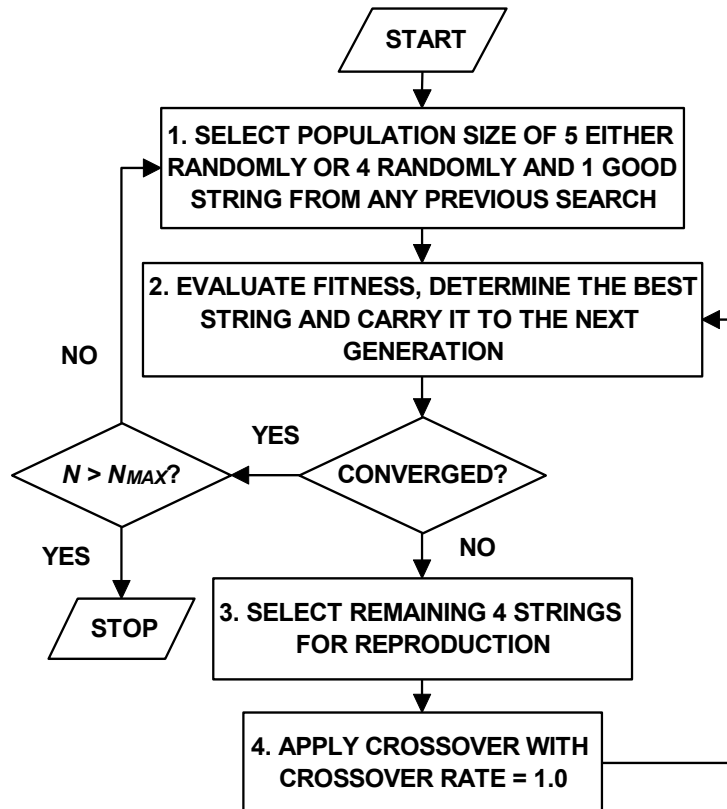 START
1. SELECT POPULATION SIZE OF 5 EITHER
RANDOMLY OR 4 RANDOMLY AND 1 GOOD
STRING FROM ANY PREVIOUS SEARCH
2. EVALUATE FITNESS, DETERMINE THE BEST
STRING AND CARRY IT TO THE NEXT
GENERATION
NO
YES
N > NMAX?
CONVERGED?
YES
NO
STOP
3. SELECT REMAINING 4 STRINGS
FOR REPRODUCTION
4. APPLY CROSSOVER WITH
CROSSOVER RATE = 1.0